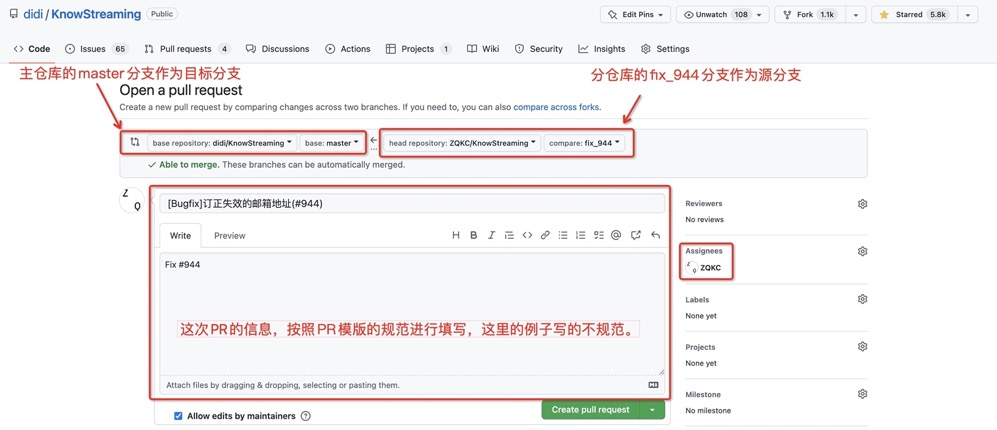 didi / KnowStreaming Public
Edit Pins
Unwatch 108
Fork 1.1k
Starred 5.8k
Code
Issues 65
Pull requests 4
Discussions
Actions
Projects 1
Wiki
Security
Insights
Settings
主仓库的master分支作为目标分支
分仓库的fix_944分支作为源分支
Open a pull request
Create a new pull request by comparing changes across two branches. If you need to, you can also compare across forks.
base repository: didi/KnowStreaming
base: master
head repository: ZQKC/KnowStreaming
compare: fix_944
Able to merge. These branches can be automatically merged.
Z
Q
[Bugfix]订正失效的邮箱地址(#944)
Write
Preview
Fix #944
这次PR的信息，按照PR模版的规范进行填写，这里的例子写的不规范。
Attach files by dragging & dropping, selecting or pasting them.
Allow edits by maintainers
Create pull request
Reviewers
No reviews
Assignees
ZQKC
Labels
None yet
Projects
None yet
Milestone
No milestone